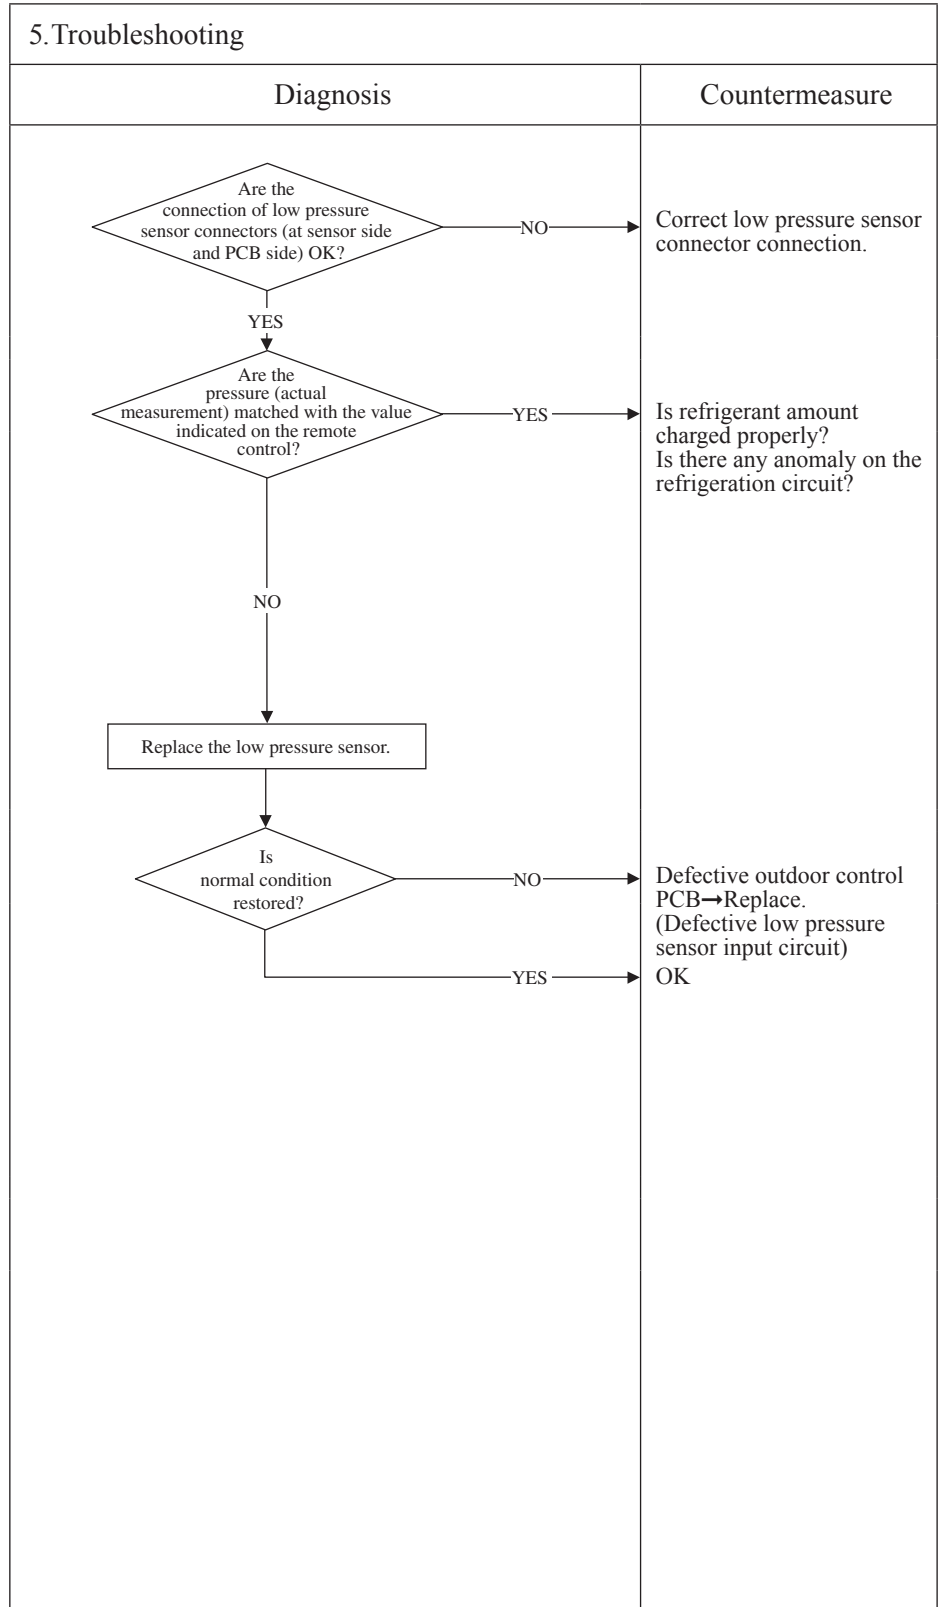 5.Troubleshooting
Diagnosis
Countermeasure
Are the
connection of low pressure
sensor connectors (at sensor side
and PCB side) OK?
NO
Correct low pressure sensor
connector connection.
YES
Are the
pressure (actual
measurement) matched with the value
indicated on the remote
control?
YES
Is refrigerant amount
charged properly?
Is there any anomaly on the
refrigeration circuit?
NO
Replace the low pressure sensor.
Is
normal condition
restored?
NO
Defective outdoor control
PCB→Replace.
(Defective low pressure
sensor input circuit)
YES
OK